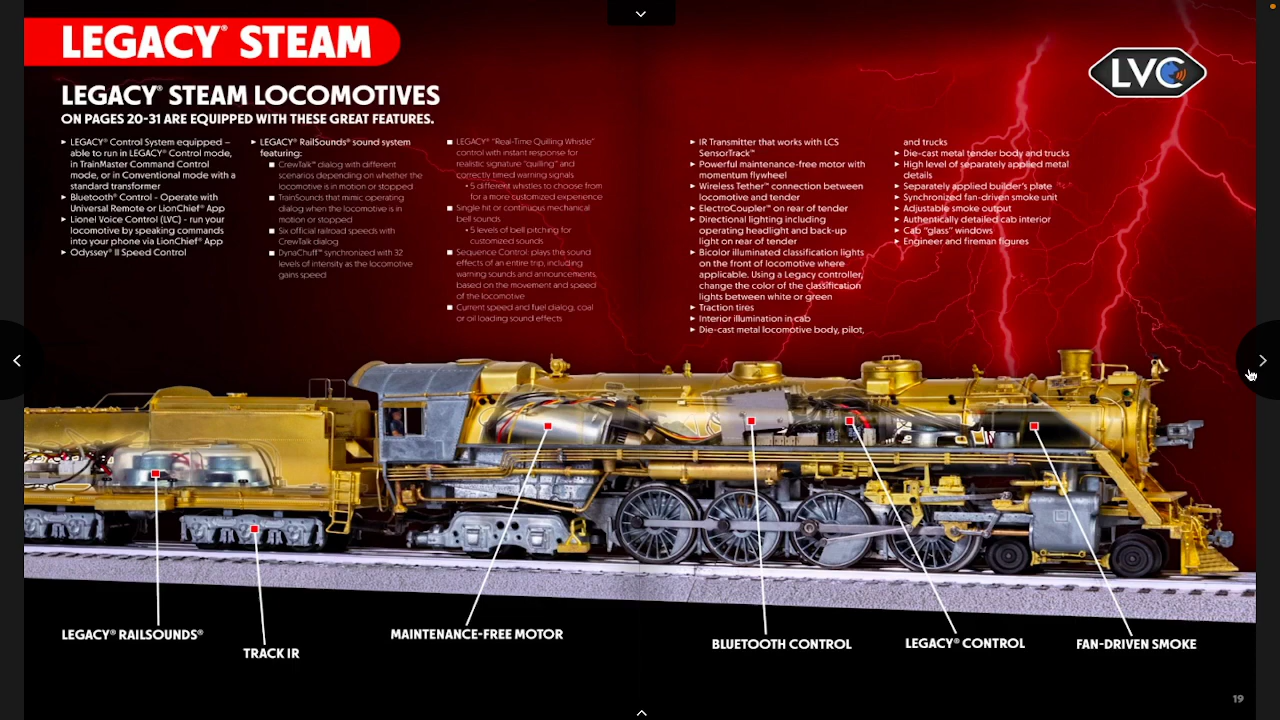 LEGACY® STEAM
LVC
LEGACY® STEAM LOCOMOTIVES
ON PAGES 20-31 ARE EQUIPPED WITH THESE GREAT FEATURES.
LEGACY® Control System equipped –
able to run in LEGACY® Control mode,
in TrainMaster Command Control
mode, or in Conventional mode with a
standard transformer
Bluetooth® Control - Operate with
Universal Remote or LionChief® App
Lionel Voice Control (LVC) - run your
locomotive by speaking commands
into your phone via LionChief® App
Odyssey® II Speed Control
LEGACY® RailSounds® sound system
featuring:
CrewTalk™ dialog with different
scenarios depending on whether the
locomotive is in motion or stopped
TrainSounds that mimic operating
dialog when the locomotive is in
motion or stopped
Six official railroad speeds with
CrewTalk dialog
DynaChuff™ synchronized with 32
levels of intensity as the locomotive
gains speed
LEGACY® "Real-Time Quilling Whistle"
control with instant response for
realistic signature "quilling" and
correctly timed warning signals
• 5 different whistles to choose from
for a more customized experience
Single hit or continuous mechanical
bell sounds
• 5 levels of bell pitching for
customized sounds
Sequence Control: plays the sound
effects of an entire trip, including
warning sounds and announcements,
based on the movement and speed
of the locomotive
Current speed and fuel dialog, coal
or oil loading sound effects
IR Transmitter that works with LCS
SensorTrack™
Powerful maintenance-free motor with
momentum flywheel
Wireless Tether™ connection between
locomotive and tender
ElectroCoupler™ on rear of tender
Directional lighting including
operating headlight and back-up
light on rear of tender
Bicolor illuminated classification lights
on the front of locomotive where
applicable. Using a Legacy controller,
change the color of the classification
lights between white or green
Traction tires
Interior illumination in cab
Die-cast metal locomotive body, pilot,
and trucks
Die-cast metal tender body and trucks
High level of separately applied metal
details
Separately applied builder's plate
Synchronized fan-driven smoke unit
Adjustable smoke output
Authentically detailed cab interior
Cab "glass" windows
Engineer and fireman figures
LEGACY® RAILSOUNDS®
TRACK IR
MAINTENANCE-FREE MOTOR
BLUETOOTH CONTROL
LEGACY® CONTROL
FAN-DRIVEN SMOKE
19